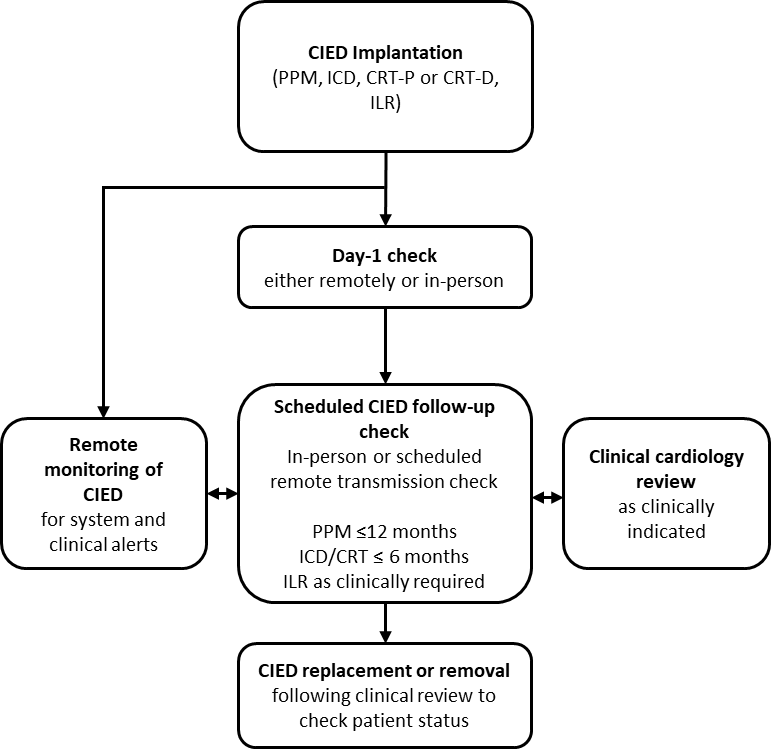 CIED Implantation
(PPM, ICD, CRT-P or CRT-D,
ILR)
Day-1 check
either remotely or in-person
Scheduled CIED follow-up
check
In-person or scheduled
remote transmission check
PPM ≤12 months
ICD/CRT ≤ 6 months
ILR as clinically required
Remote
monitoring of
CIED
for system and
clinical alerts
Clinical cardiology
review
as clinically
indicated
CIED replacement or removal
following clinical review to
check patient status